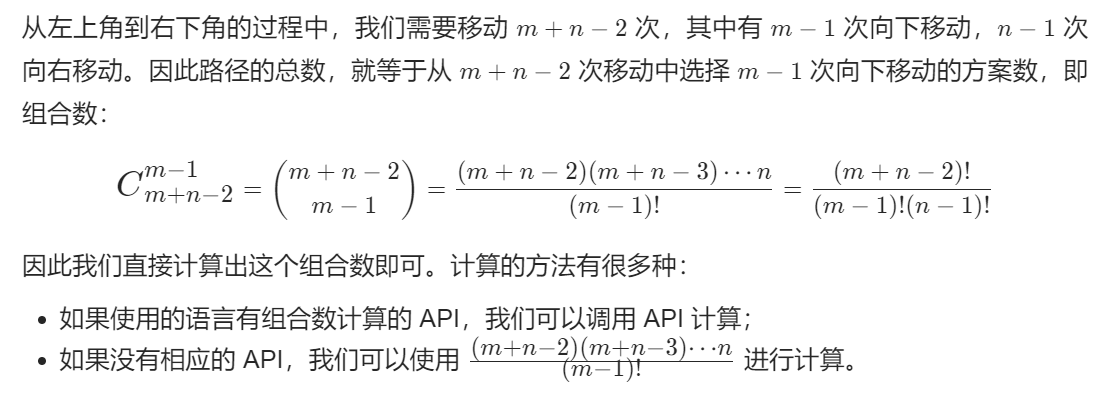 从左上角到右下角的过程中，我们需要移动 m + n − 2 次，其中有 m − 1 次向下移动，n − 1 次
向右移动。因此路径的总数，就等于从 m + n − 2 次移动中选择 m − 1 次向下移动的方案数，即
组合数：
C_{m+n−2}^{m−1} = \binom{m + n − 2}{m − 1} = \frac{(m + n − 2)(m + n − 3) ⋯ n}{(m − 1)!} = \frac{(m + n − 2)!}{(m − 1)!(n − 1)!}
因此我们直接计算出这个组合数即可。计算的方法有很多种：
• 如果使用的语言有组合数计算的 API，我们可以调用 API 计算；
• 如果没有相应的 API，我们可以使用 \frac{(m+n−2)(m+n−3)⋯n}{(m−1)!} 进行计算。